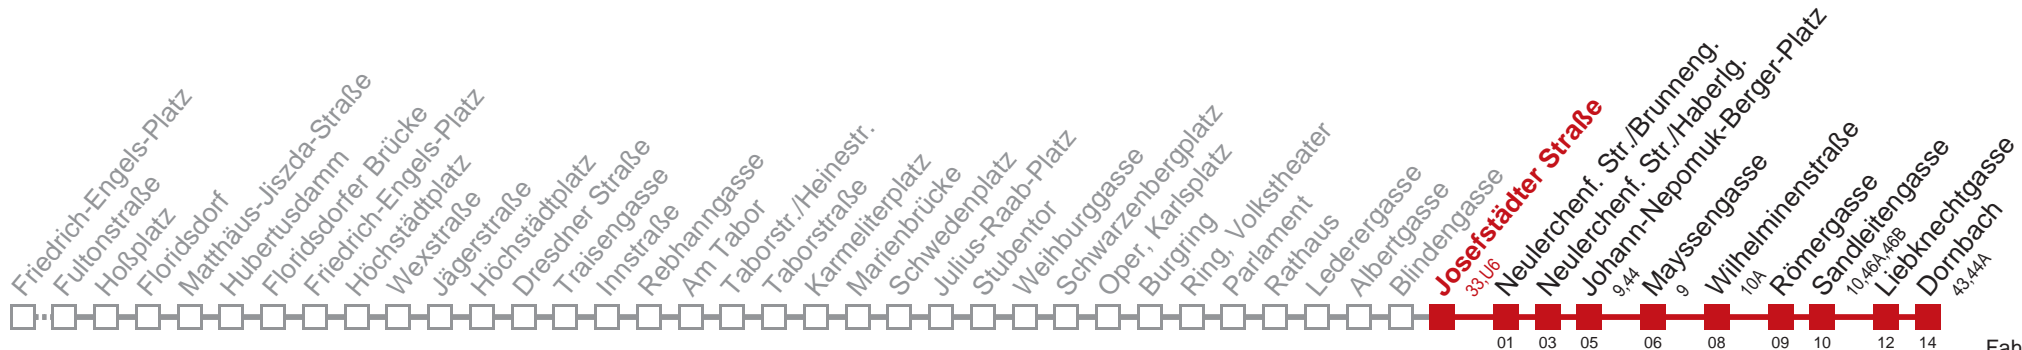 Friedrich-Engels-Platz
Fultonstraße
Hoßplatz
Floridsdorf
Matthäus-Jiszda-Straße
Hubertusdamm
Floridsdorfer Brücke
Friedrich-Engels-Platz
Höchstädtplatz
Wexstraße
Jägerstraße
Höchstädtplatz
Dresdner Straße
Traisengasse
Innstraße
Rebhanngasse
Am Tabor
Taborstr./Heinestr.
Taborstraße
Karmeliterplatz
Marienbrücke
Schwedenplatz
Julius-Raab-Platz
Stubentor
Weihburggasse
Schwarzenbergplatz
Oper, Karlsplatz
Burgring
Ring, Volkstheater
Parlament
Rathaus
Lederergasse
Albertgasse
Blindengasse
Josefstädter Straße
33,U6
Neulerchenf. Str./Brunneng.
Neulerchenf. Str./Haberlg.
Johann-Nepomuk-Berger-Platz
9,44
Mayssengasse
9
Wilhelminenstraße
10A
Römergasse
Sandleitengasse
10,46A,46B
Liebknechtgasse
Dornbach
43,44A
01 03 05 06 08 09 10 12 14
Fah